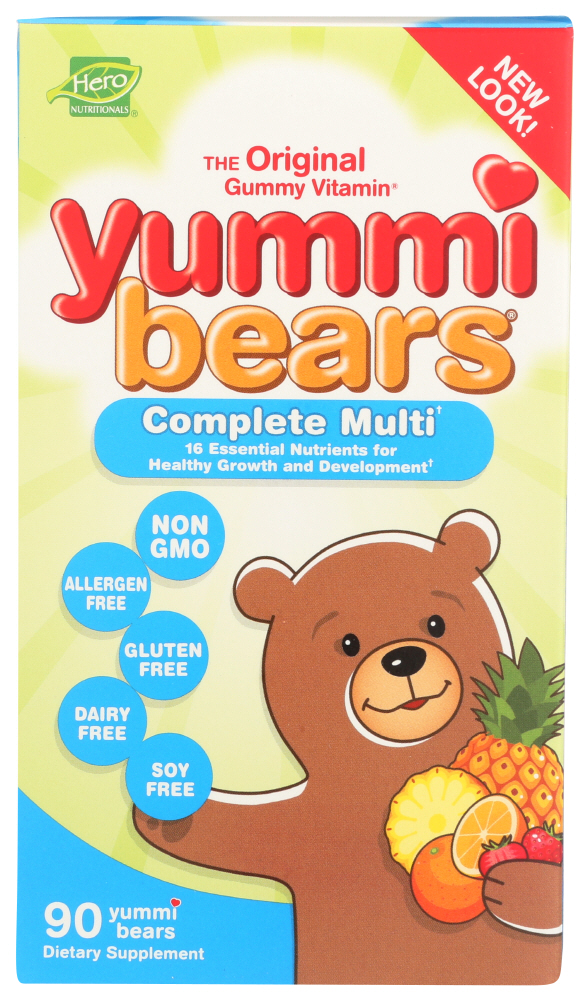 Hero
NUTRITIONALS®
NEW
LOOK!
THE Original
Gummy Vitamin®
yummi
bears®
Complete Multi†
16 Essential Nutrients for
Healthy Growth and Development†
NON
GMO
ALLERGEN
FREE
GLUTEN
FREE
DAIRY
FREE
SOY
FREE
90 yummi
bears
Dietary Supplement